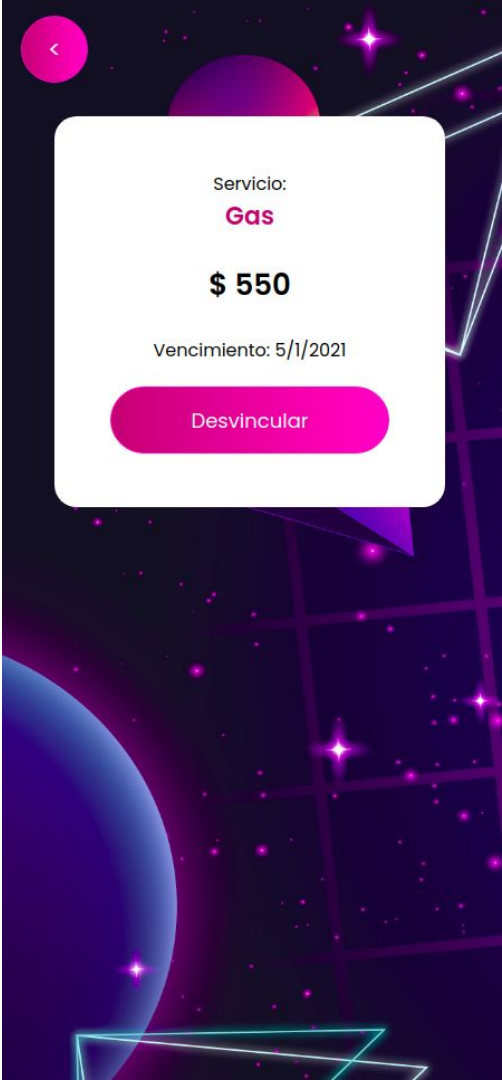 <
Servicio:
Gas
$ 550
Vencimiento: 5/1/2021
Desvincular